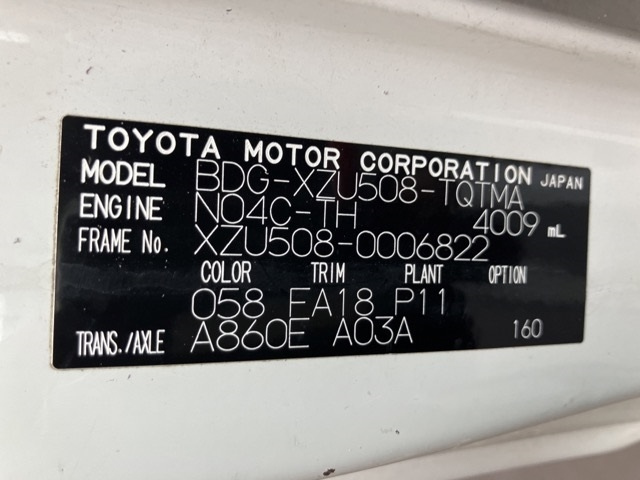 TOYOTA MOTOR CORPORATION JAPAN
MODEL BDG-XZU508-TQTMA
ENGINE N04C-TH 4009 mL
FRAME No. XZU508-0006822
COLOR TRIM PLANT OPTION
058 EA18 P11
TRANS./AXLE A860E A03A 160